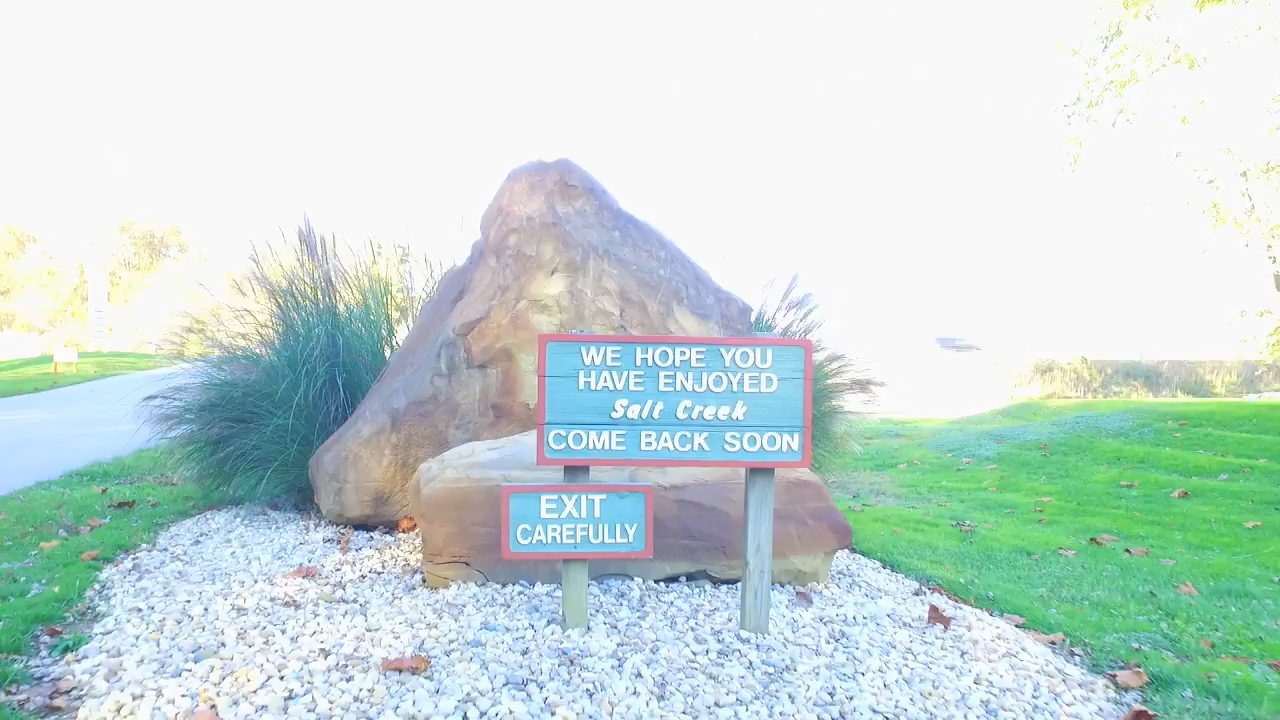 WE HOPE YOU
HAVE ENJOYED
Salt Creek
COME BACK SOON
EXIT
CAREFULLY